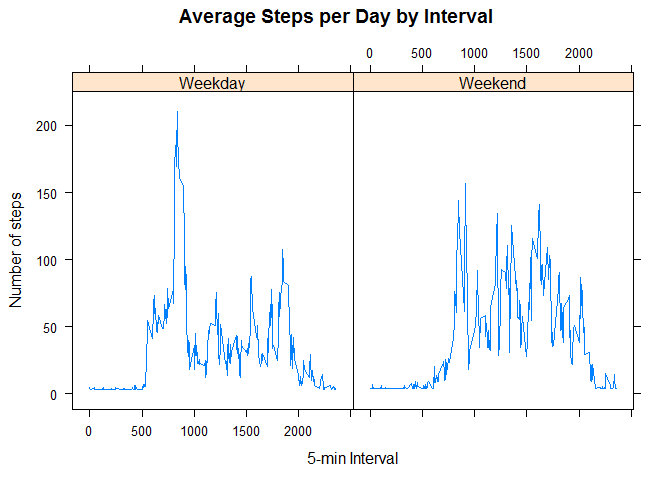 Average Steps per Day by Interval
0 500 1000 1500 2000
Weekday Weekend
200
150
100
50
0
Number of steps
0 500 1000 1500 2000
5-min Interval